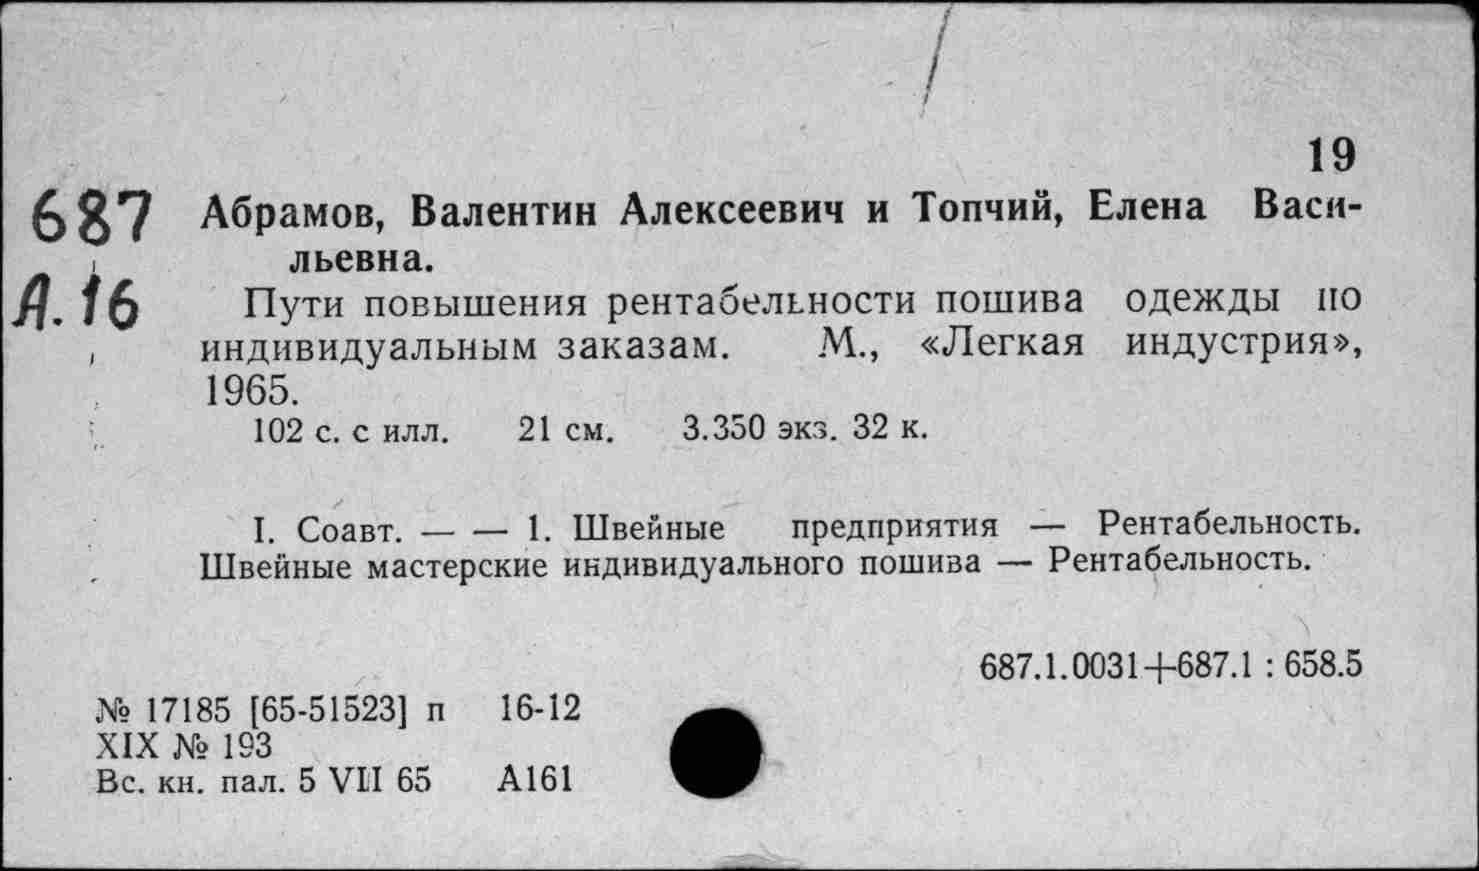 19
687 Абрамов, Валентин Алексеевич и Топчий, Елена Васи-
льевна.
А.16 Пути повышения рентабельности пошива одежды по
индивидуальным заказам. М., «Легкая индустрия»,
1965.
102 с. с илл. 21 см. 3.350 экз. 32 к.
I. Соавт. — — 1. Швейные предприятия — Рентабельность.
Швейные мастерские индивидуального пошива — Рентабельность.
687.1.0031+687.1 : 658.5
№ 17185 [65-51523] п 16-12
XIX № 193
Вс. кн. пал. 5 VII 65 А161